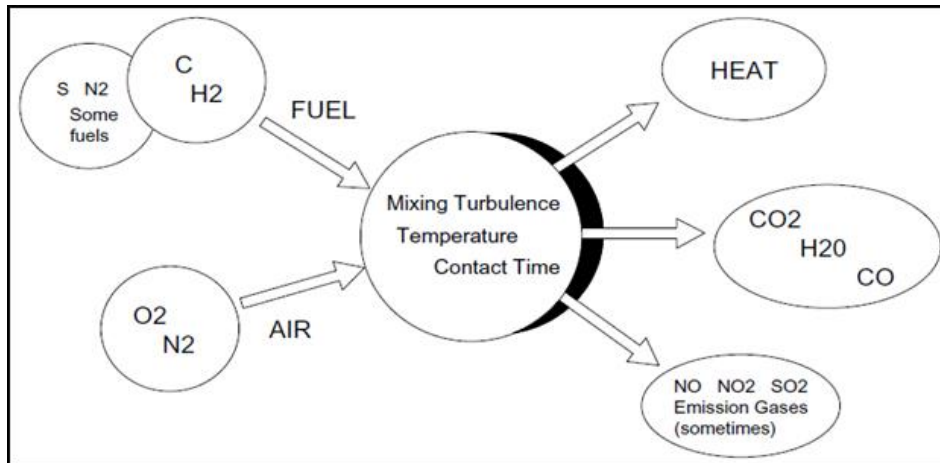 S N2
Some
fuels
C
H2
FUEL
O2
N2
AIR
Mixing Turbulence
Temperature
Contact Time
HEAT
CO2
H20
CO
NO NO2 SO2
Emission Gases
(sometimes)